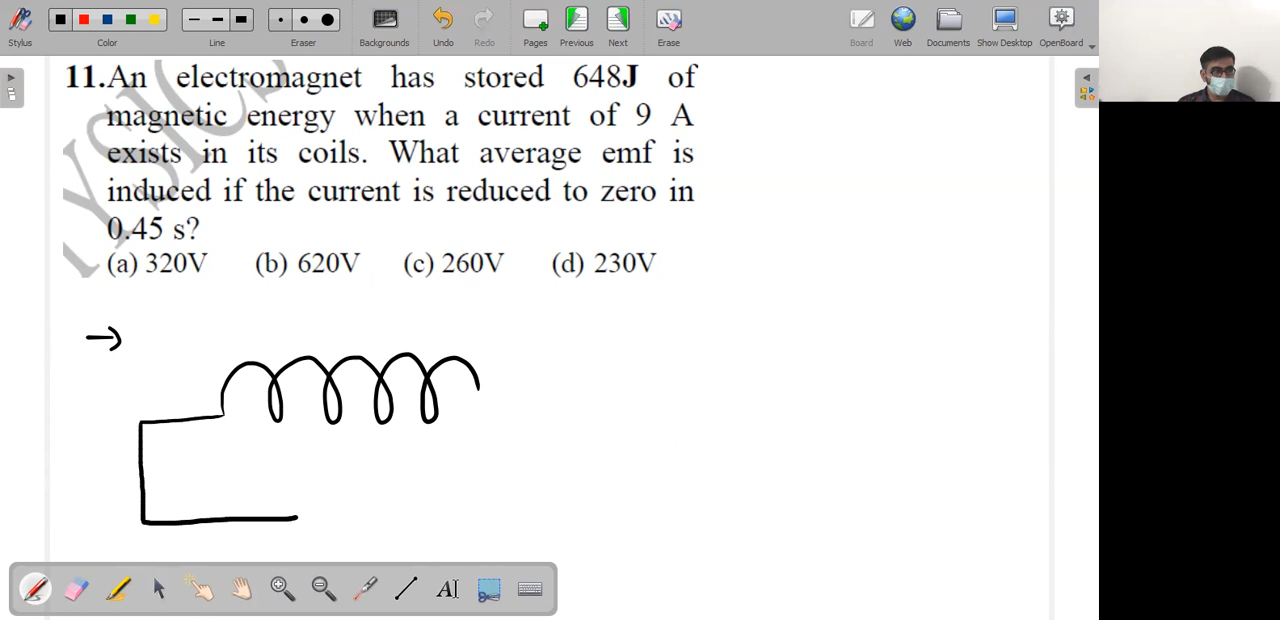 Stylus Color Line Eraser Backgrounds Undo Redo Pages Previous Next Erase Board Web Documents Show Desktop OpenBoard
11. An electromagnet has stored 648J of
magnetic energy when a current of 9 A
exists in its coils. What average emf is
induced if the current is reduced to zero in
0.45 s?
(a) 320V (b) 620V (c) 260V (d) 230V